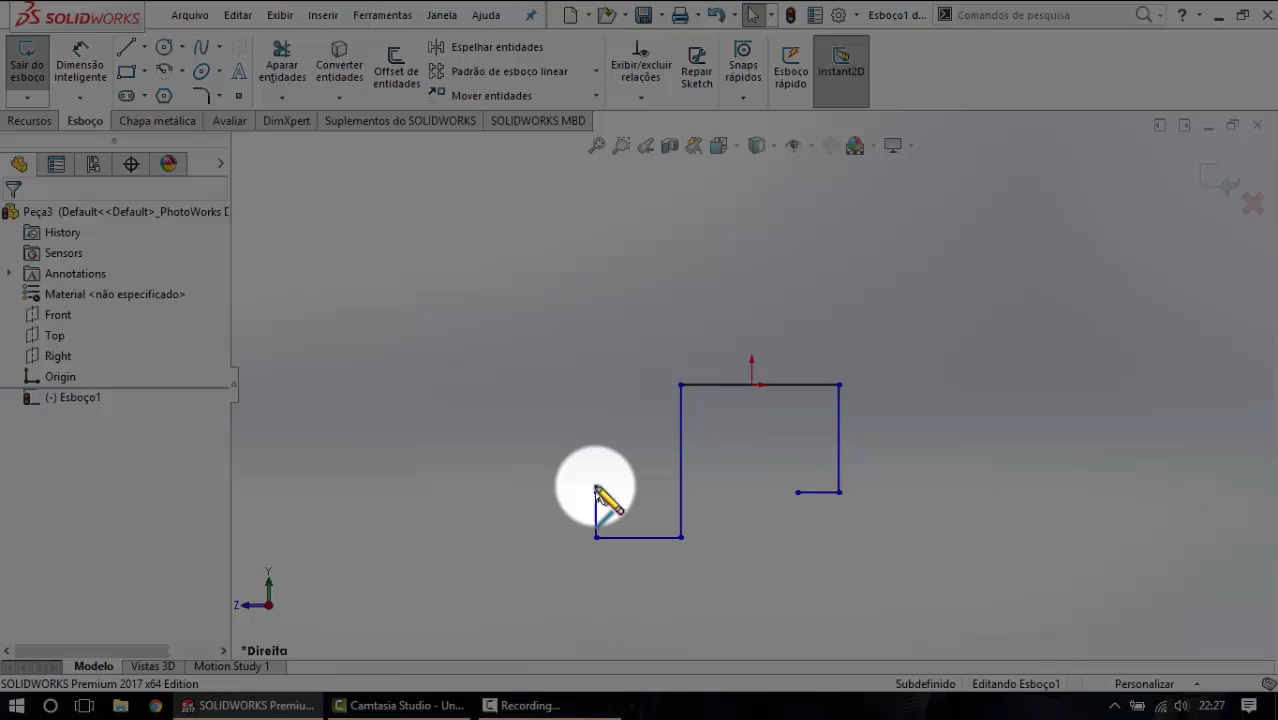 SOLIDWORKS
Arquivo Editar Exibir Inserir Ferramentas Janela Ajuda
Esboço1 d...
Comandos de pesquisa
Sair do esboço
Dimensão inteligente
Aparar entidades
Converter entidades
Offset de entidades
Espelhar entidades
Padrão de esboço linear
Mover entidades
Exibir/excluir relações
Repair Sketch
Snaps rápidos
Esboço rápido
Instant2D
Recursos Esboço Chapa metálica Avaliar DimXpert Suplementos do SOLIDWORKS SOLIDWORKS MBD
Peça3 (Default<<Default>_PhotoWorks D
History
Sensors
Annotations
Material <não especificado>
Front
Top
Right
Origin
(-) Esboço1
Y
Z
*Direita
Modelo Vistas 3D Motion Study 1
SOLIDWORKS Premium 2017 x64 Edition
Subdefinido Editando Esboço1 Personalizar
SOLIDWORKS Premiu...
Camtasia Studio - Un...
Recording...
22:27